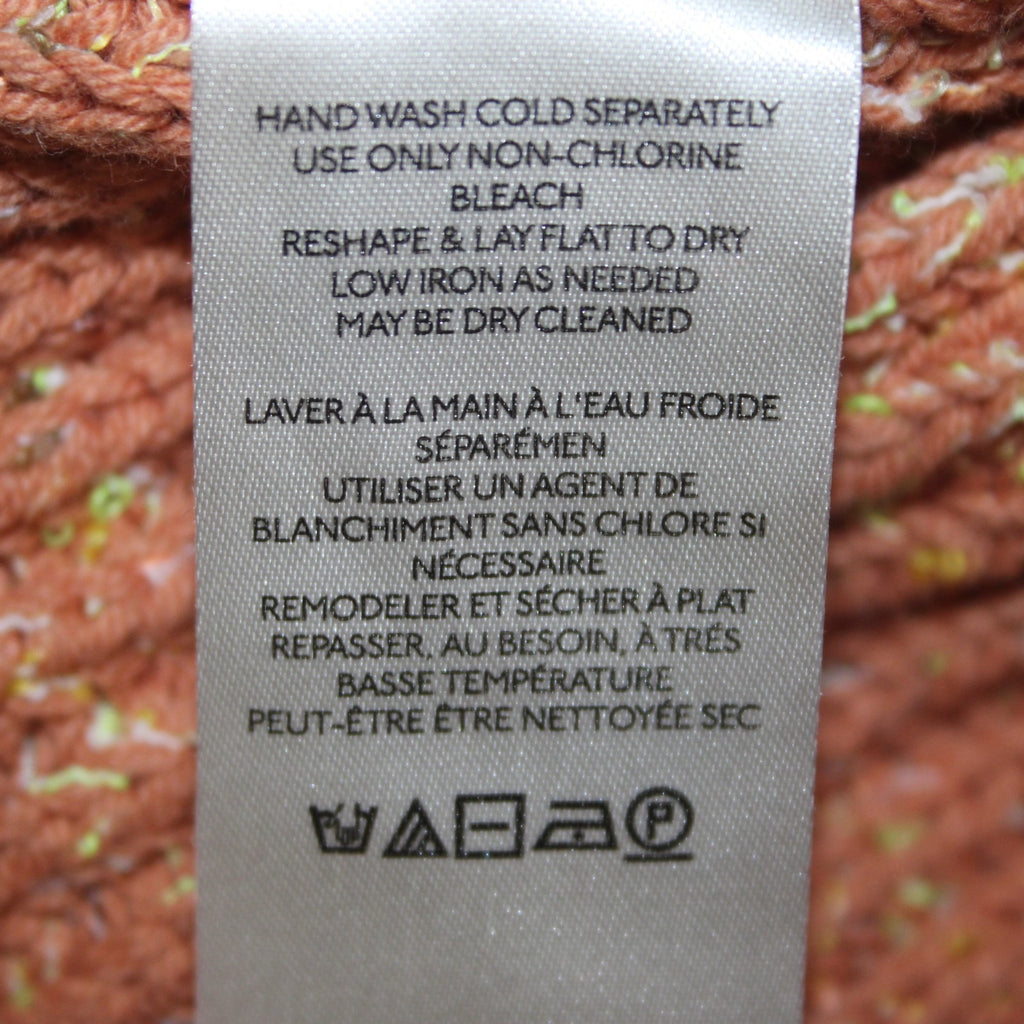 HAND WASH COLD SEPARATELY
USE ONLY NON-CHLORINE
BLEACH
RESHAPE & LAY FLAT TO DRY
LOW IRON AS NEEDED
MAY BE DRY CLEANED
LAVER À LA MAIN À L'EAU FROIDE
SÉPARÉMEN
UTILISER UN AGENT DE
BLANCHIMENT SANS CHLORE SI
NÉCESSAIRE
REMODELER ET SÉCHER À PLAT
REPASSER, AU BESOIN, À TRÉS
BASSE TEMPÉRATURE
PEUT-ÊTRE ÊTRE NETTOYÉE SEC
P